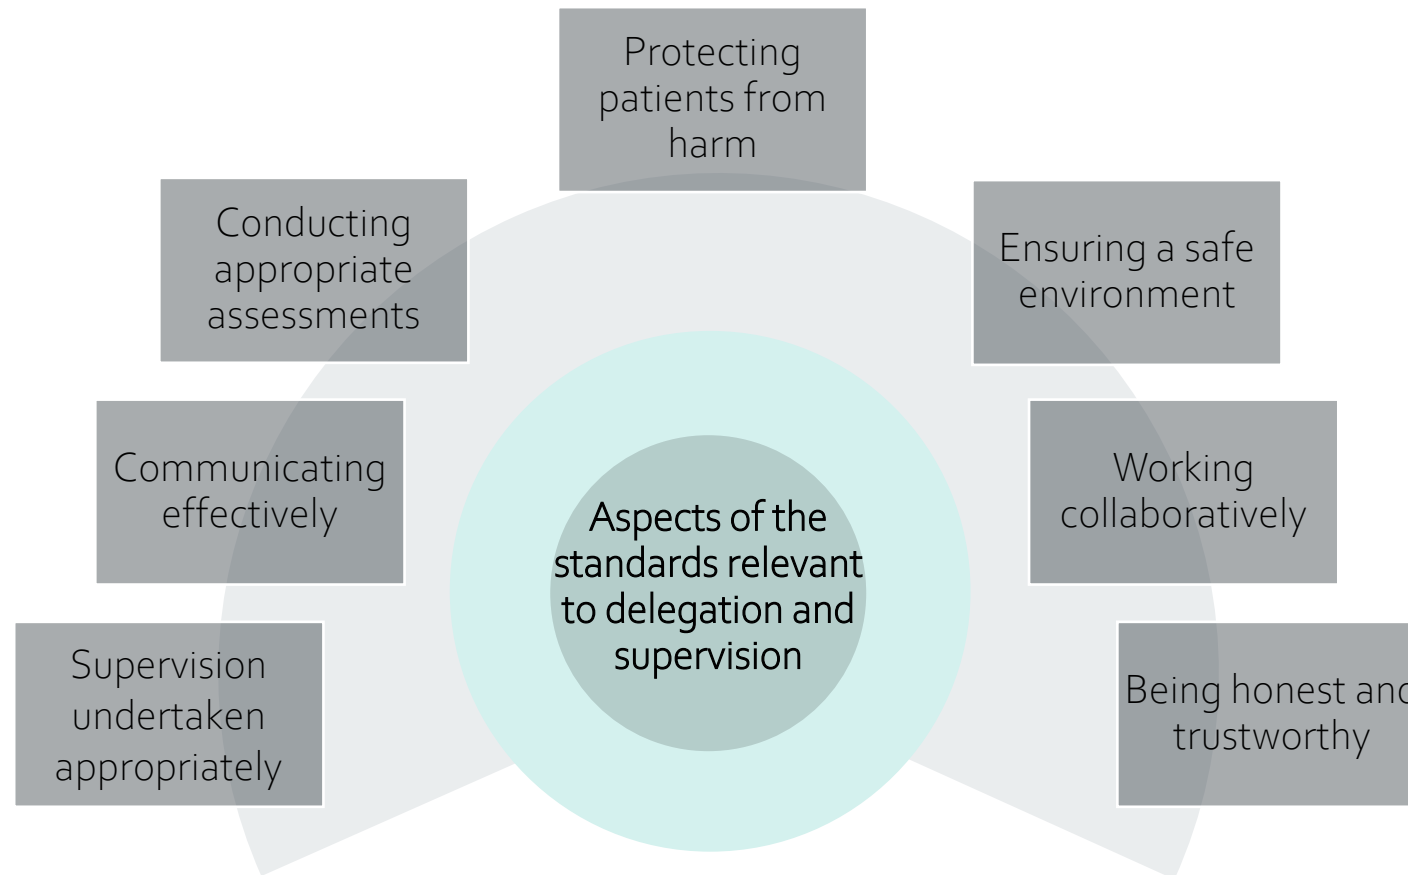 Protecting
patients from
harm
Conducting
appropriate
assessments
Ensuring a safe
environment
Communicating
effectively
Working
collaboratively
Aspects of the
standards relevant
to delegation and
supervision
Supervision
undertaken
appropriately
Being honest and
trustworthy